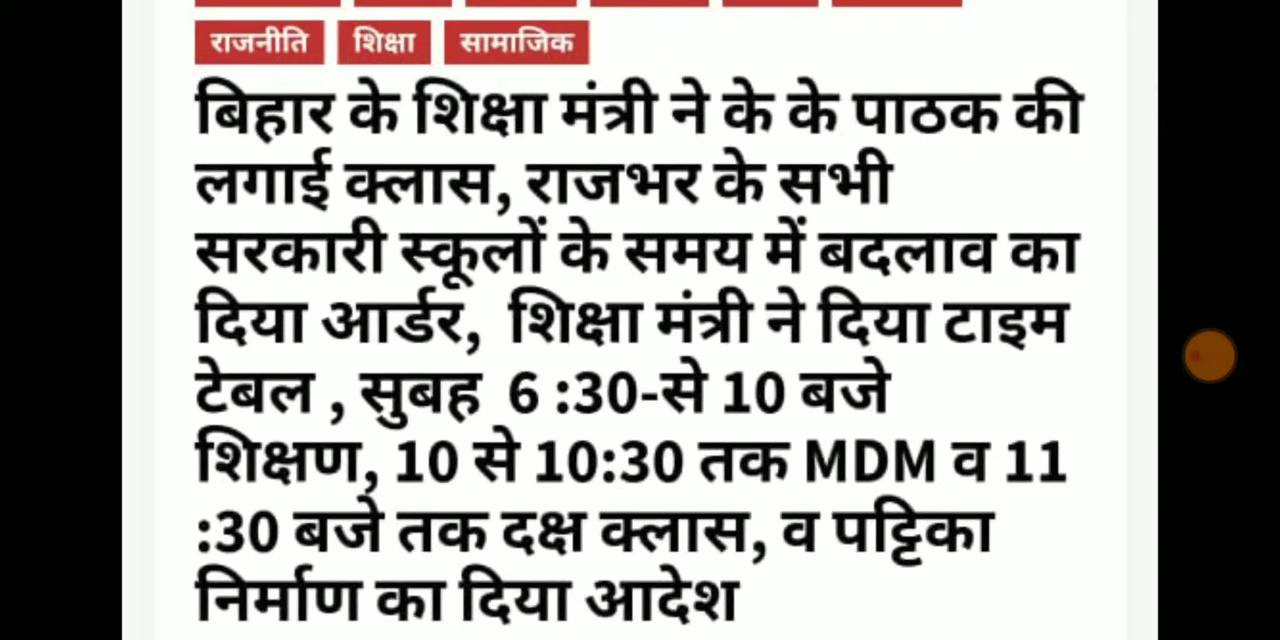 राजनीति शिक्षा सामाजिक
बिहार के शिक्षा मंत्री ने के के पाठक की
लगाई क्लास, राजभर के सभी
सरकारी स्कूलों के समय में बदलाव का
दिया आर्डर, शिक्षा मंत्री ने दिया टाइम
टेबल , सुबह 6 :30-से 10 बजे
शिक्षण, 10 से 10:30 तक MDM व 11
:30 बजे तक दक्ष क्लास, व पट्टिका
निर्माण का दिया आदेश